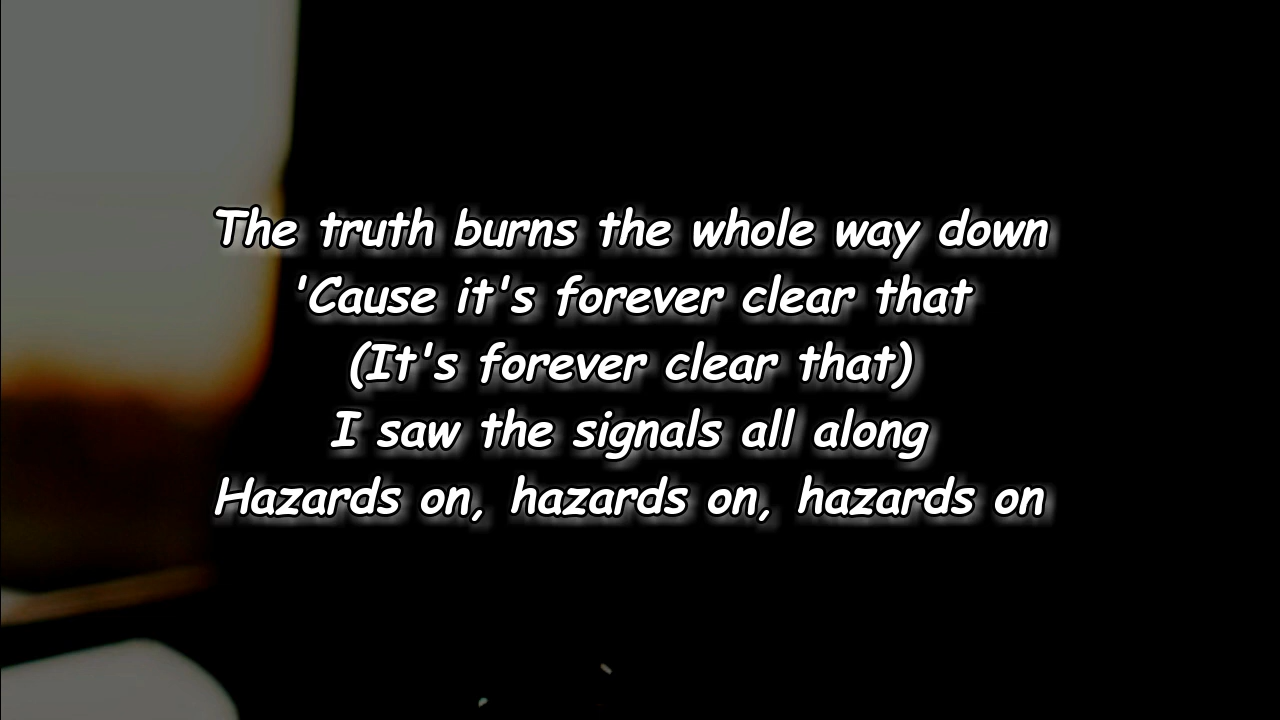 The truth burns the whole way down
'Cause it's forever clear that
(It's forever clear that)
I saw the signals all along
Hazards on, hazards on, hazards on